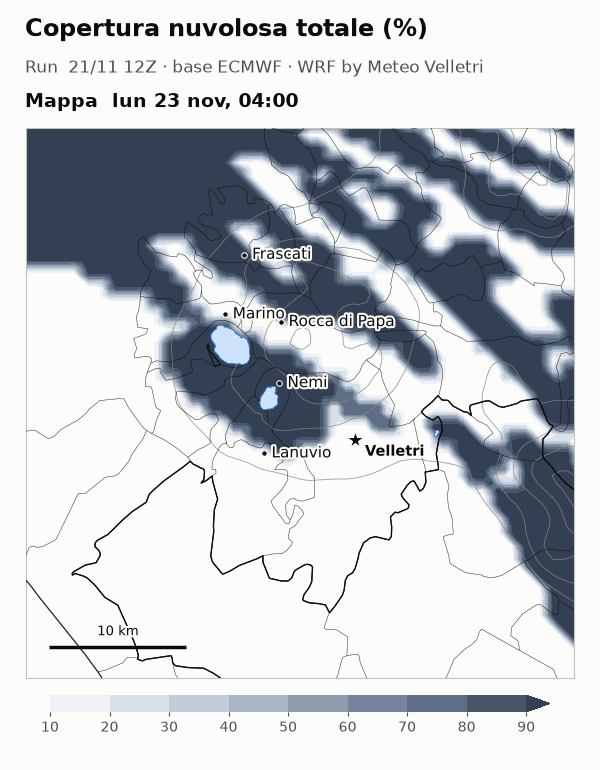 Copertura nuvolosa totale (%)
Run 21/11 12Z · base ECMWF · WRF by Meteo Velletri
Mappa lun 23 nov, 04:00
Frascati
Marino
Rocca di Papa
Nemi
Velletri
Lanuvio
10 km
10 20 30 40 50 60 70 80 90